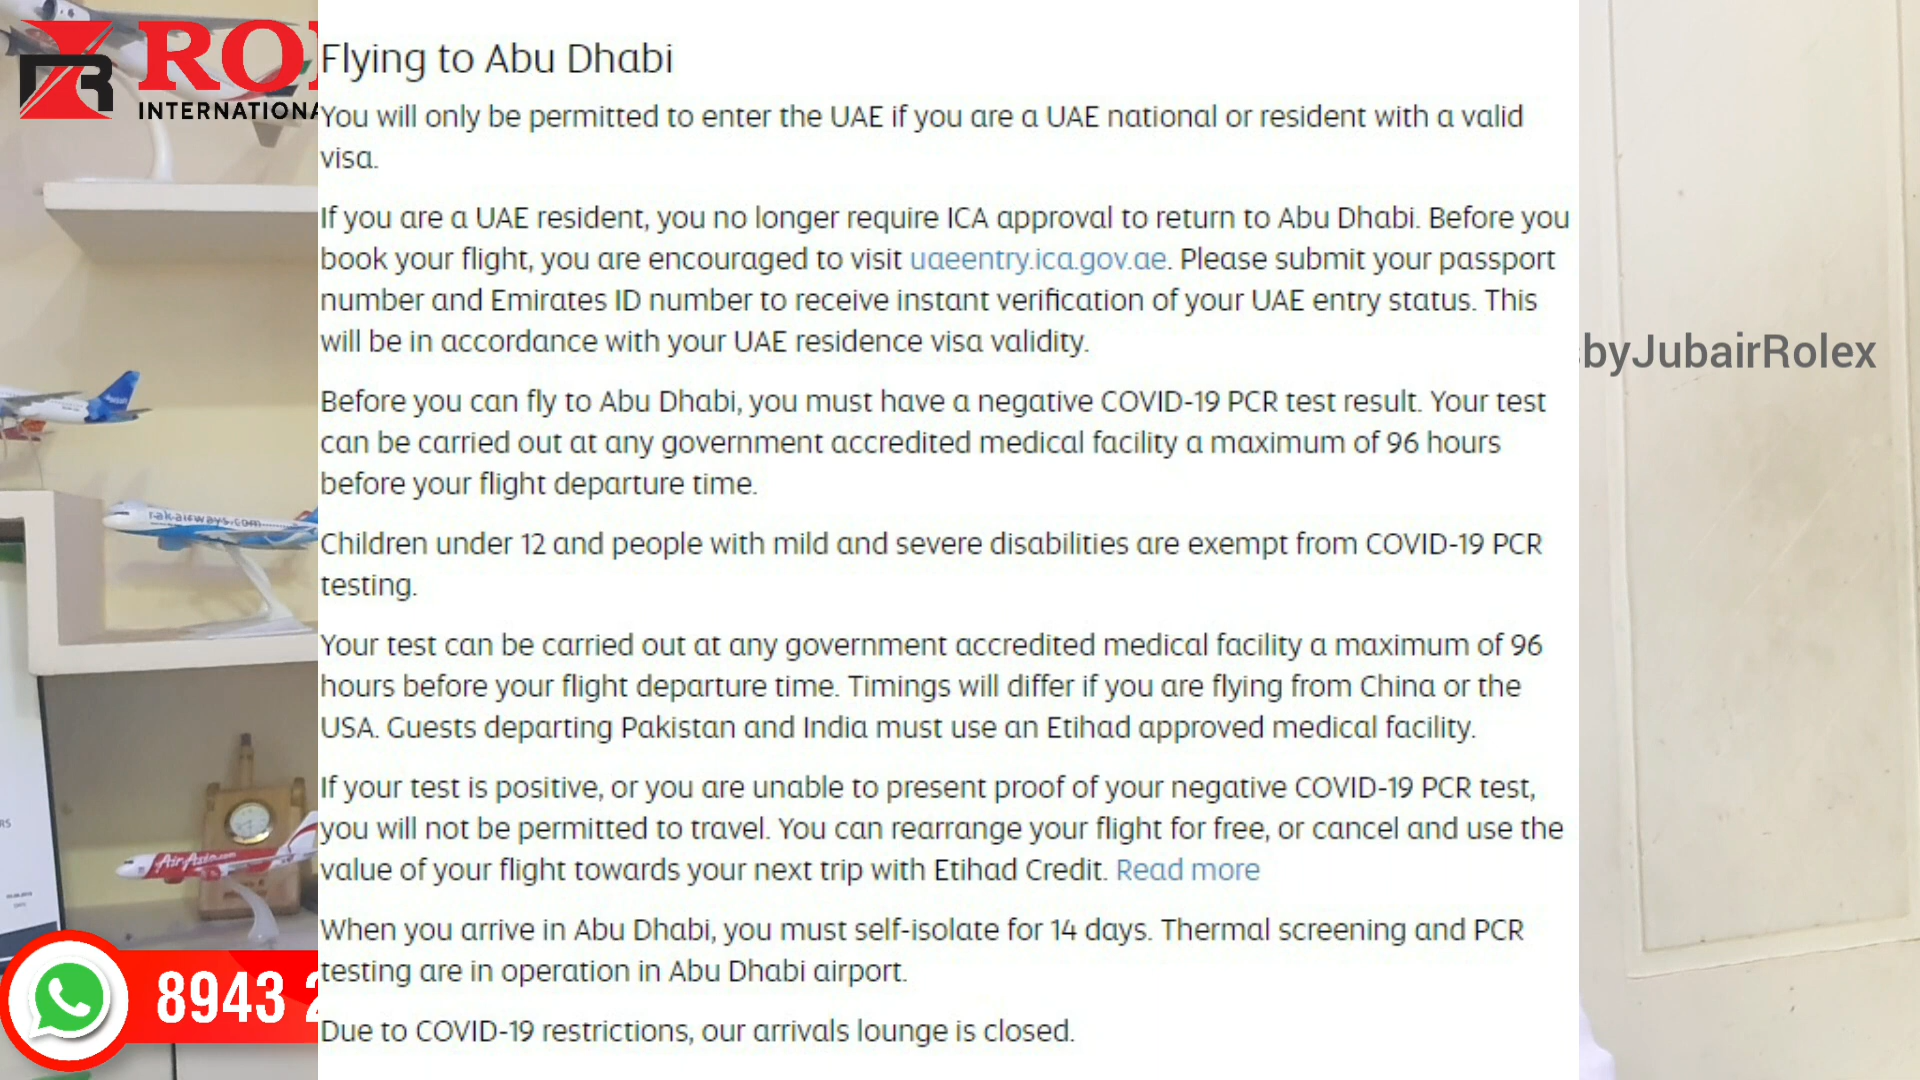 RO
INTERNATIONA
Flying to Abu Dhabi
You will only be permitted to enter the UAE if you are a UAE national or resident with a valid
visa.
If you are a UAE resident, you no longer require ICA approval to return to Abu Dhabi. Before you
book your flight, you are encouraged to visit uaeentry.ica.gov.ae. Please submit your passport
number and Emirates ID number to receive instant verification of your UAE entry status. This
will be in accordance with your UAE residence visa validity.
byJubairRolex
Before you can fly to Abu Dhabi, you must have a negative COVID-19 PCR test result. Your test
can be carried out at any government accredited medical facility a maximum of 96 hours
before your flight departure time.
rakairways.com
Children under 12 and people with mild and severe disabilities are exempt from COVID-19 PCR
testing.
Your test can be carried out at any government accredited medical facility a maximum of 96
hours before your flight departure time. Timings will differ if you are flying from China or the
USA. Guests departing Pakistan and India must use an Etihad approved medical facility.
If your test is positive, or you are unable to present proof of your negative COVID-19 PCR test,
you will not be permitted to travel. You can rearrange your flight for free, or cancel and use the
value of your flight towards your next trip with Etihad Credit. Read more
AirAsia.com
When you arrive in Abu Dhabi, you must self-isolate for 14 days. Thermal screening and PCR
testing are in operation in Abu Dhabi airport.
8943
Due to COVID-19 restrictions, our arrivals lounge is closed.